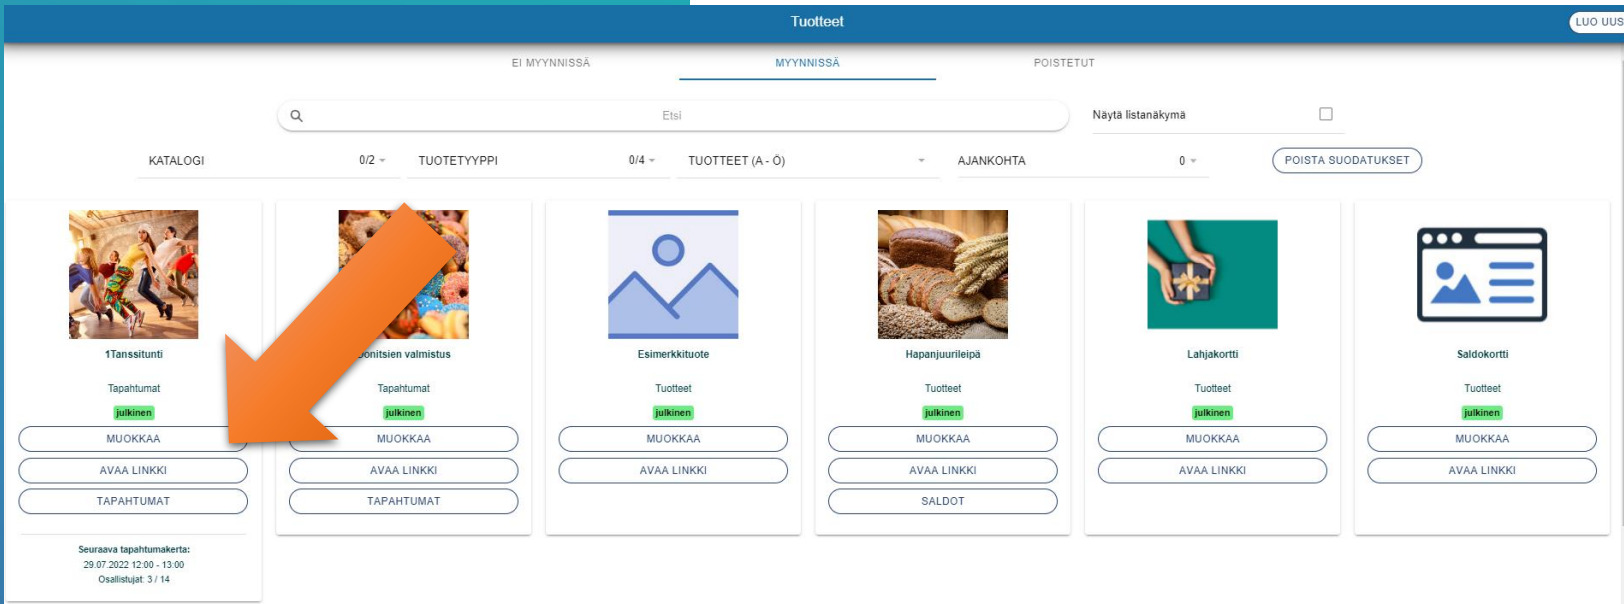 Tuotteet
LUO UUS
EI MYYNNISSÄ
MYYNNISSÄ
POISTETUT
Etsi
Näytä listanäkymä
KATALOGI 0/2
TUOTETYYPPI 0/4
TUOTTEET (A - Ö)
AJANKOHTA 0
POISTA SUODATUKSET
1Tanssitunti
Tapahtumat
julkinen
MUOKKAA
AVAA LINKKI
TAPAHTUMAT
Seuraava tapahtumakerta:
29.07.2022 12:00 - 13:00
Osallistujat: 3 / 14
valmistus
Tapahtumat
julkinen
MUOKKAA
AVAA LINKKI
TAPAHTUMAT
Esimerkkituote
Tuotteet
julkinen
MUOKKAA
AVAA LINKKI
Hapanjuurileipä
Tuotteet
julkinen
MUOKKAA
AVAA LINKKI
SALDOT
Lahjakortti
Tuotteet
julkinen
MUOKKAA
AVAA LINKKI
Saldokortti
Tuotteet
julkinen
MUOKKAA
AVAA LINKKI